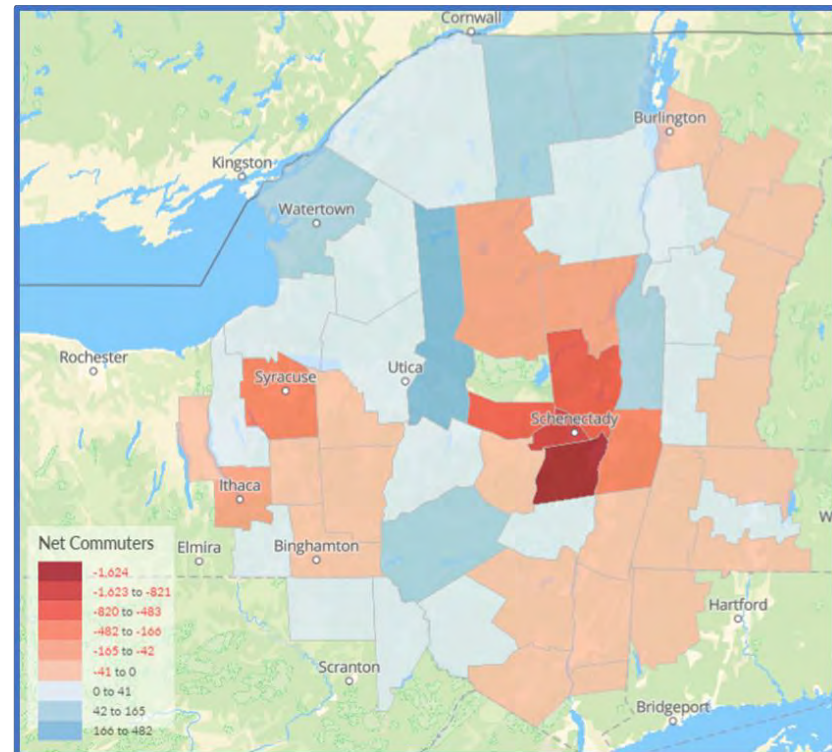 Cornwall
Burlington
Kingston
Watertown
Rochester
Utica
Syracuse
Schenectady
Ithaca
Elmira
Binghamton
W
Hartford
Scranton
Bridgeport
Net Commuters
-1,624
-1,623 to -821
-820 to -483
-482 to -166
-165 to -42
-41 to 0
0 to 41
42 to 165
166 to 482